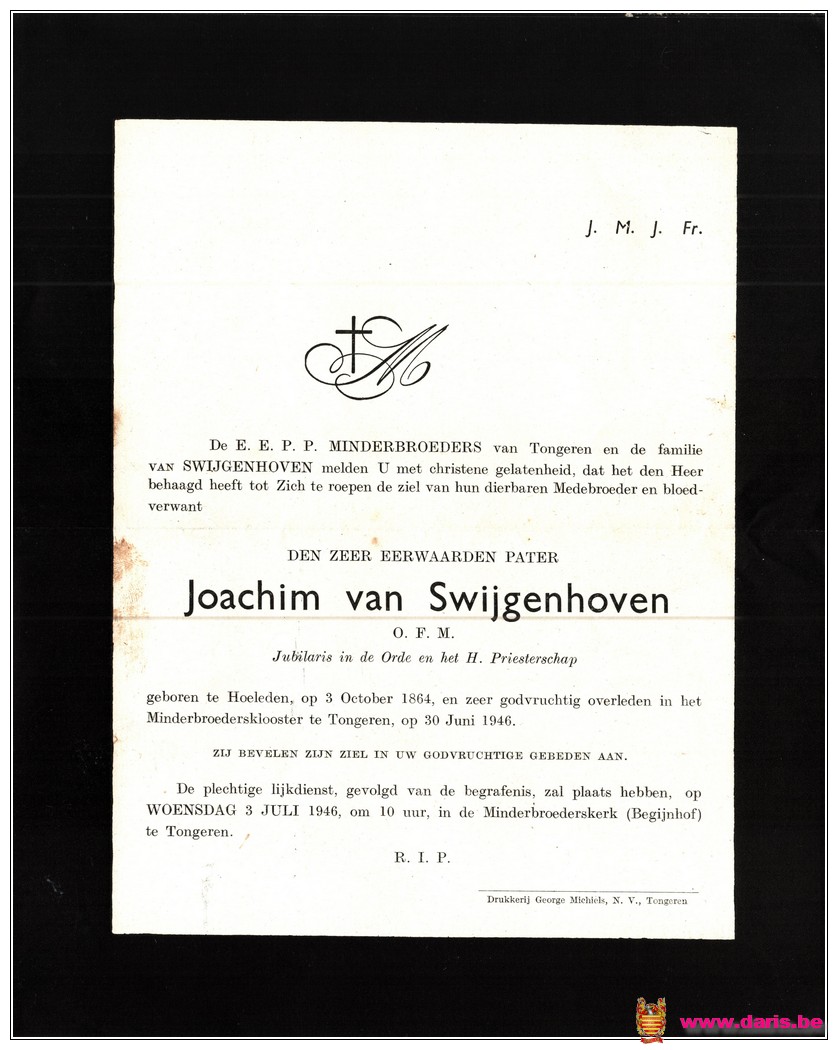 J. M. J. Fr.
De E. E. P. P. MINDERBROEDERS van Tongeren en de familie
VAN SWIJGENHOVEN melden U met christene gelatenheid, dat het den Heer
behaagd heeft tot Zich te roepen de ziel van hun dierbaren Medebroeder en bloed-
verwant
DEN ZEER EERWAARDEN PATER
Joachim van Swijgenhoven
O. F. M.
Jubilaris in de Orde en het H. Priesterschap
geboren te Hoeleden, op 3 October 1864, en zeer godvruchtig overleden in het
Minderbroedersklooster te Tongeren, op 30 Juni 1946.
ZIJ BEVELEN ZIJN ZIEL IN UW GODVRUCHTIGE GEBEDEN AAN.
De plechtige lijkdienst, gevolgd van de begrafenis, zal plaats hebben, op
WOENSDAG 3 JULI 1946, om 10 uur, in de Minderbroederskerk (Begijnhof)
te Tongeren.
R. I. P.
Drukkerij George Michiels, N. V., Tongeren
www.daris.be